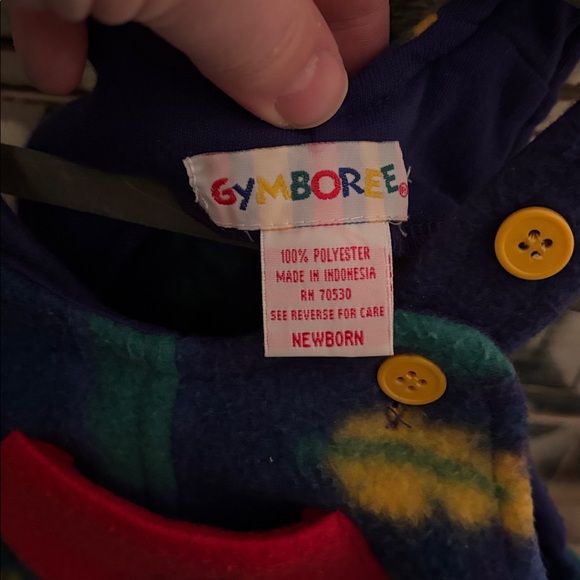 GYMBOREE®
100% POLYESTER
MADE IN INDONESIA
RN 70530
SEE REVERSE FOR CARE
NEWBORN